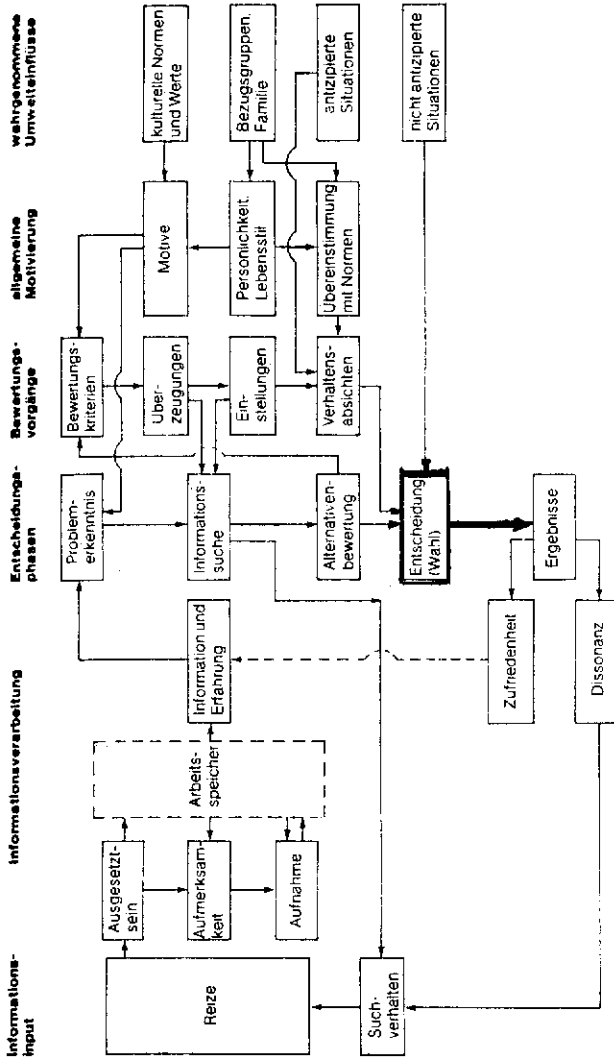 Informations-
input
Informationsverarbeitung
Entscheidungs-
phasen
Bewertungs-
vorgänge
allgemeine
Motivierung
wahrgenommene
Umwelteinflüsse
Reize
Such-
verhalten
Ausgesetzt-
sein
Aufmerksam-
keit
Aufnahme
Arbeits-
speicher
Information und
Erfahrung
Zufriedenheit
Dissonanz
Problem-
erkenntnis
Informations-
suche
Alternativen-
bewertung
Entscheidung
(Wahl)
Ergebnisse
Bewertungs-
kriterien
Über-
zeugungen
Ein-
stellungen
Verhaltens-
absichten
Motive
Persönlichkeit,
Lebensstil
Übereinstimmung
mit Normen
kulturelle Normen
und Werte
Bezugsgruppen,
Familie
antizipierte
Situationen
nicht antizipierte
Situationen